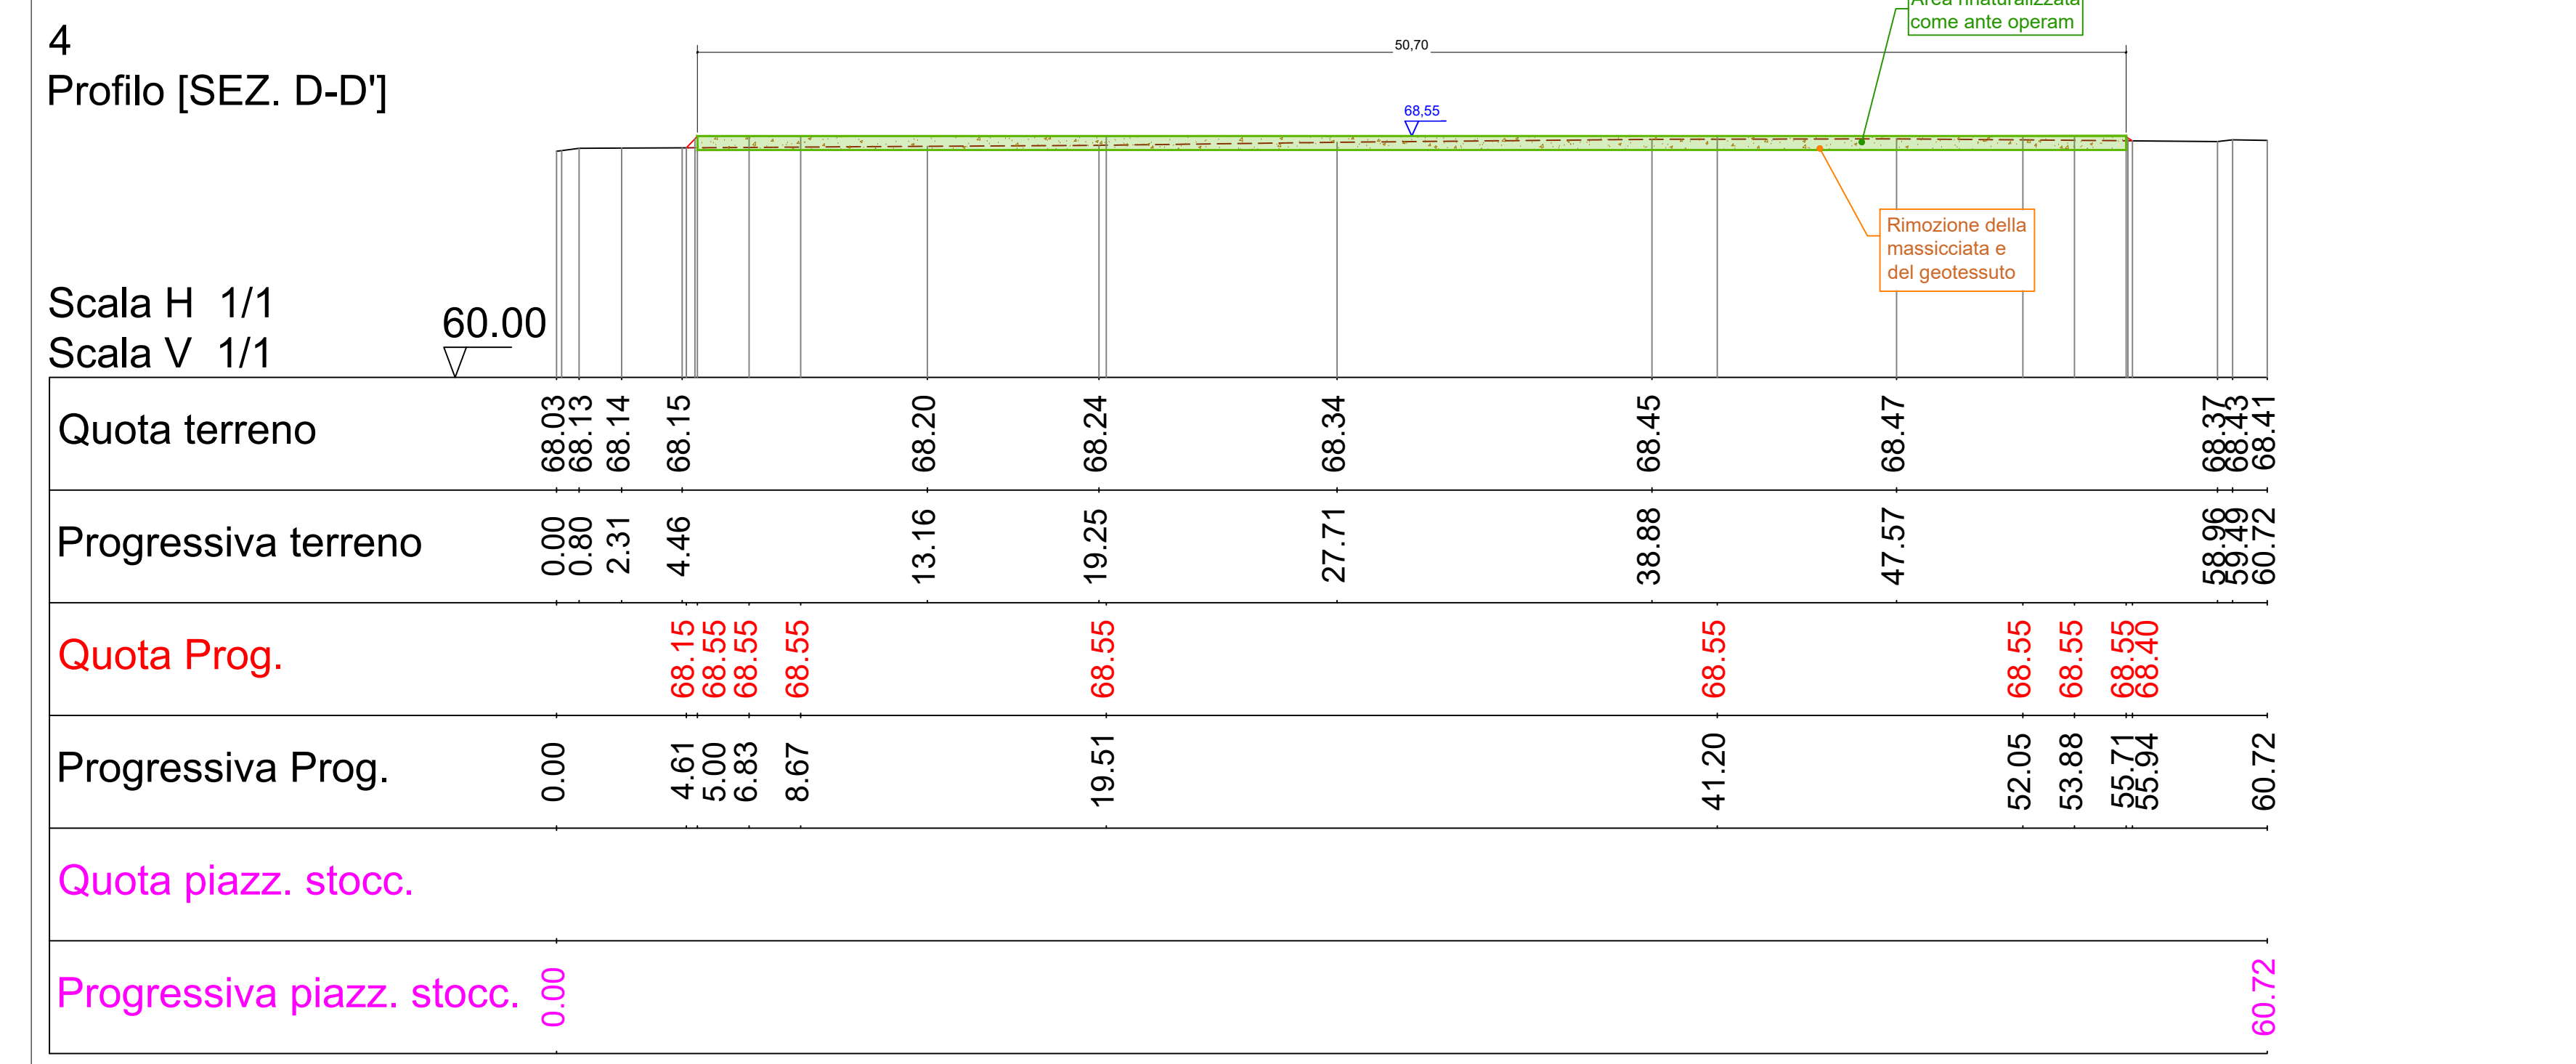 4
Profilo [SEZ. D-D']
come ante operam
50,70
68,55
Rimozione della
massicciata e
del geotessuto
Scala H 1/1
Scala V 1/1
60.00
Quota terreno 68.03 68.13 68.14 68.15 68.20 68.24 68.34 68.45 68.47 68.37 68.43 68.41
Progressiva terreno 0.00 0.80 2.31 4.46 13.16 19.25 27.71 38.88 47.57 58.96 59.49 60.72
Quota Prog. 68.15 68.55 68.55 68.55 68.55 68.55 68.55 68.55 68.55 68.40
Progressiva Prog. 0.00 4.61 5.00 6.83 8.67 19.51 41.20 52.05 53.88 55.71 55.94 60.72
Quota piazz. stocc.
Progressiva piazz. stocc. 0.00 60.72